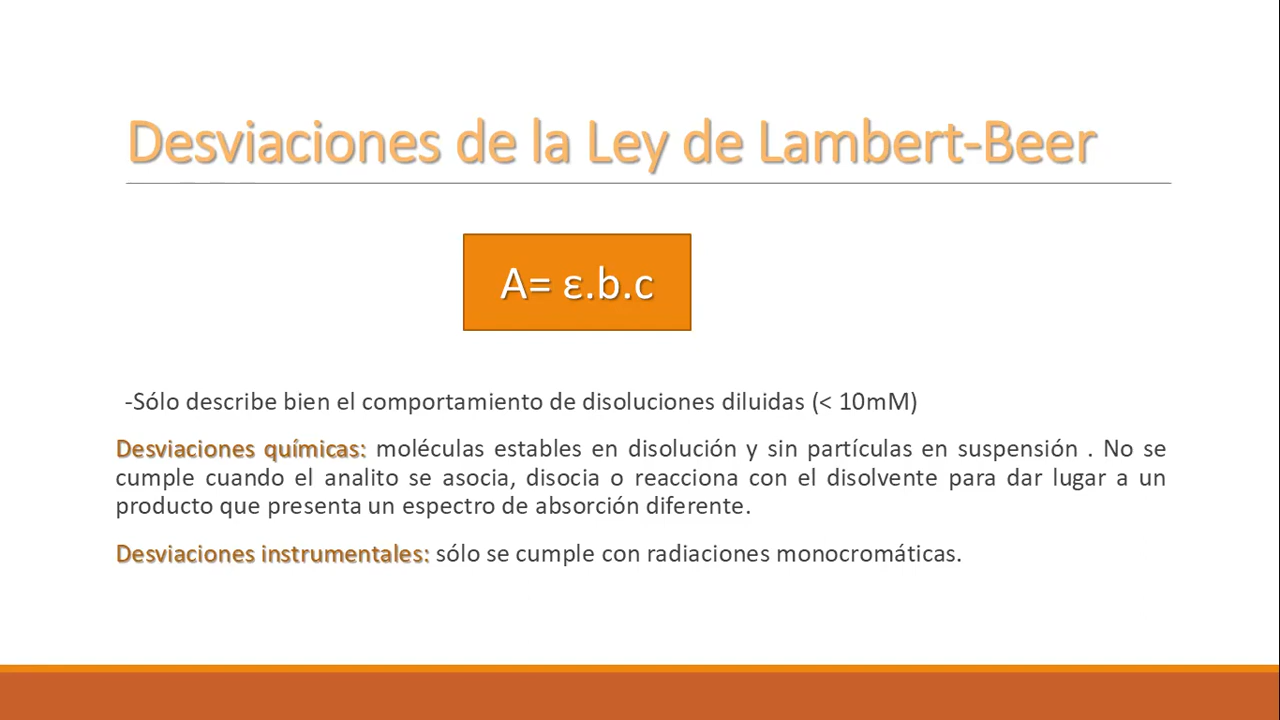 Desviaciones de la Ley de Lambert-Beer
A= ε.b.c
-Sólo describe bien el comportamiento de disoluciones diluidas (< 10mM)
Desviaciones químicas: moléculas estables en disolución y sin partículas en suspensión . No se
cumple cuando el analito se asocia, disocia o reacciona con el disolvente para dar lugar a un
producto que presenta un espectro de absorción diferente.
Desviaciones instrumentales: sólo se cumple con radiaciones monocromáticas.